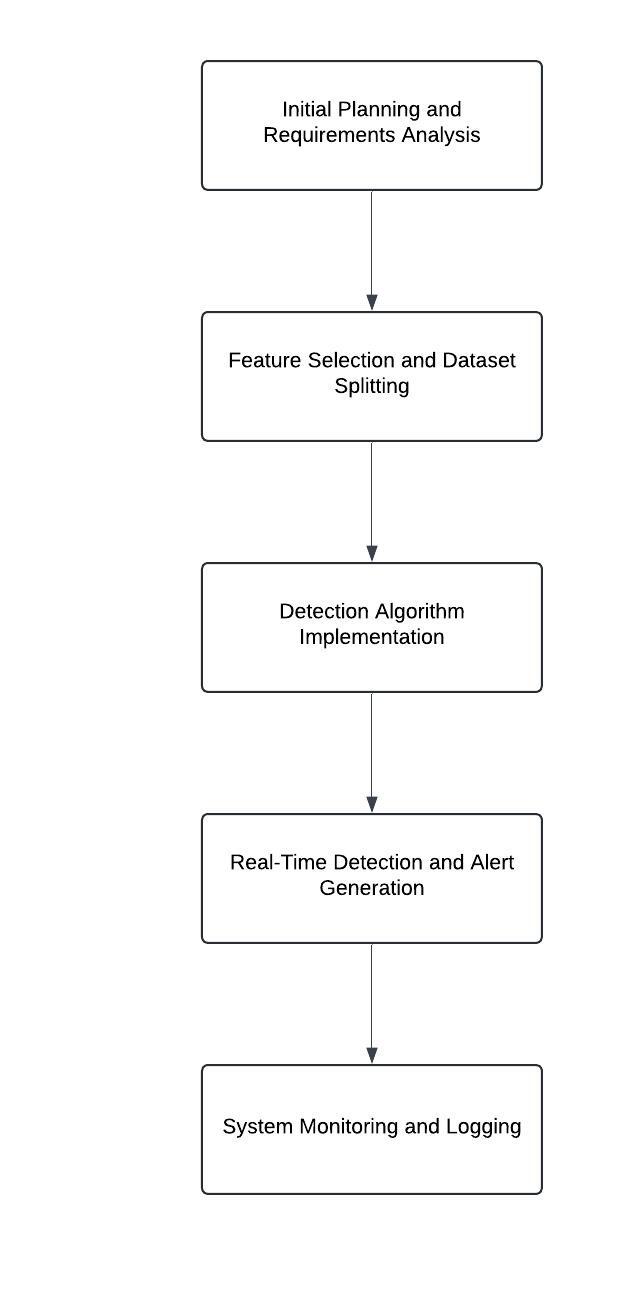 Initial Planning and
Requirements Analysis
Feature Selection and Dataset
Splitting
Detection Algorithm
Implementation
Real-Time Detection and Alert
Generation
System Monitoring and Logging